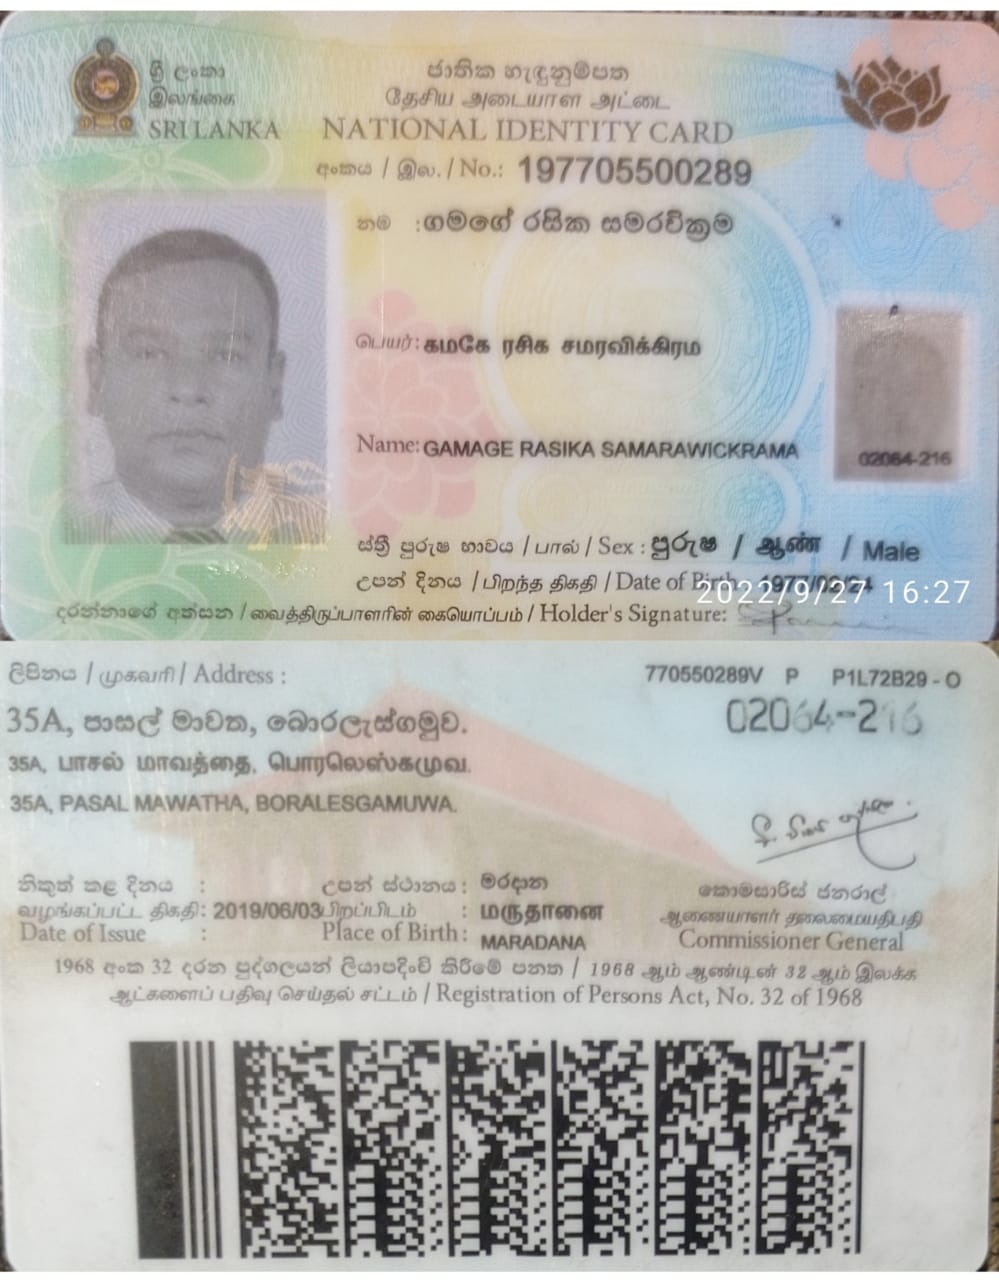 ශ්‍රී ලංකා
இலங்கை
SRI LANKA
ජාතික හැඳුනුම්පත
தேசிய அடையாள அட்டை
NATIONAL IDENTITY CARD
අංකය / இல. / No.: 197705500289
නම :ගමගේ රසික සමරවික්‍රම
பெயர்:கமகே ரசிக சமரவிக்கிரம
Name: GAMAGE RASIKA SAMARAWICKRAMA
02064-216
ස්ත්‍රී පුරුෂ භාවය / பால் / Sex : පුරුෂ / ஆண் / Male
උපන් දිනය / பிறந்த திகதி / Date of Birth: 1977/02/24
2022/9/27 16:27
දරන්නාගේ අත්සන / வைத்திருப்பாளரின் கையொப்பம் / Holder's Signature:
ලිපිනය / முகவரி / Address :
770550289V P P1L72B29 - O
02064-216
35A, පාසල් මාවත, බොරලැස්ගමුව.
35A, பாசல் மாவத்தை, பொரலெஸ்கமுவ.
35A, PASAL MAWATHA, BORALESGAMUWA.
නිකුත් කළ දිනය :
வழங்கப்பட்ட திகதி : 2019/06/03
Date of Issue :
උපන් ස්ථානය : මරදාන
பிறப்பிடம் : மருதானை
Place of Birth : MARADANA
කොමසාරිස් ජනරාල්
ஆணையாளர் தலைமையதிபதி
Commissioner General
1968 අංක 32 දරන පුද්ගලයන් ලියාපදිංචි කිරීමේ පනත / 1968 ஆம் ஆண்டின் 32 ஆம் இலக்க
ஆட்களைப் பதிவு செய்தல் சட்டம் / Registration of Persons Act, No. 32 of 1968